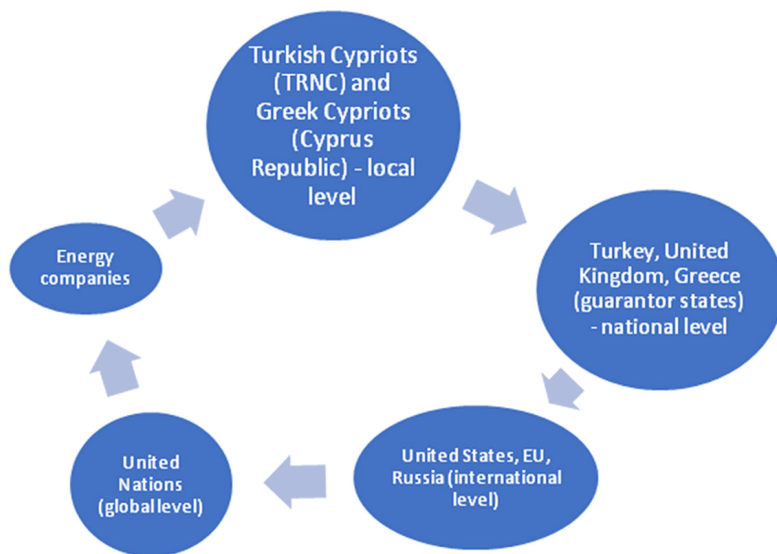 Turkish Cypriots
(TRNC) and
Greek Cypriots
(Cyprus
Republic) - local
level
Turkey, United
Kingdom, Greece
(guarantor states)
- national level
United States, EU,
Russia (international
level)
United
Nations
(global level)
Energy
companies